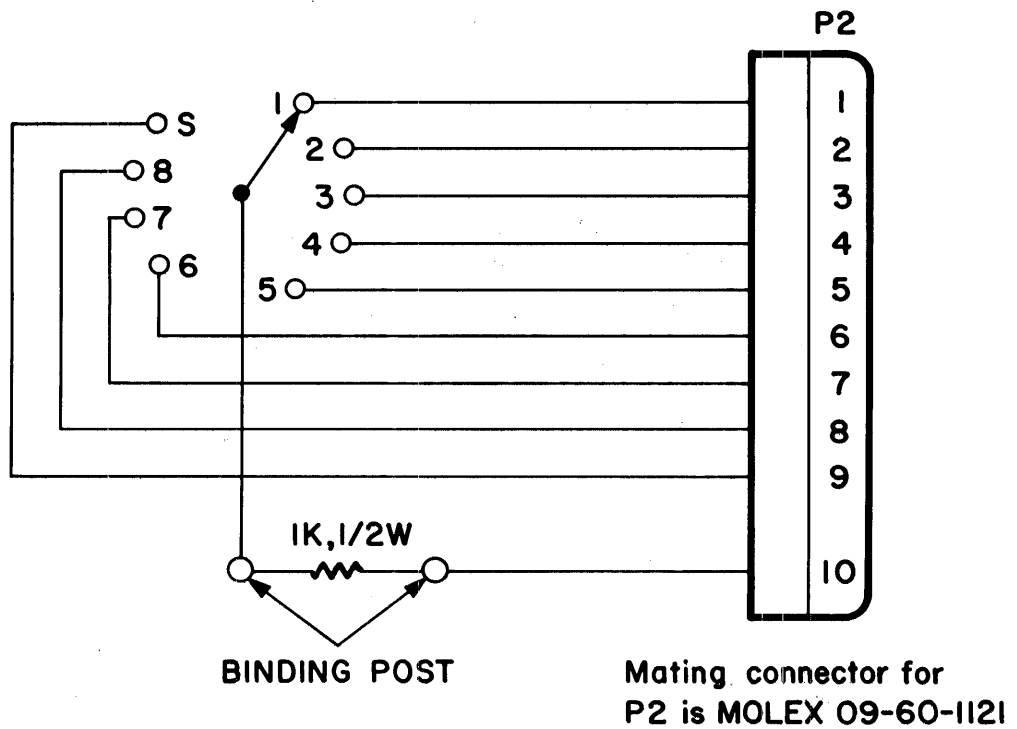 P2
1 1
S
2 2
8
3 3
7
4 4
6
5 5
6
7
8
9
1K,1/2W
10
BINDING POST
Mating connector for
P2 is MOLEX 09-60-1121